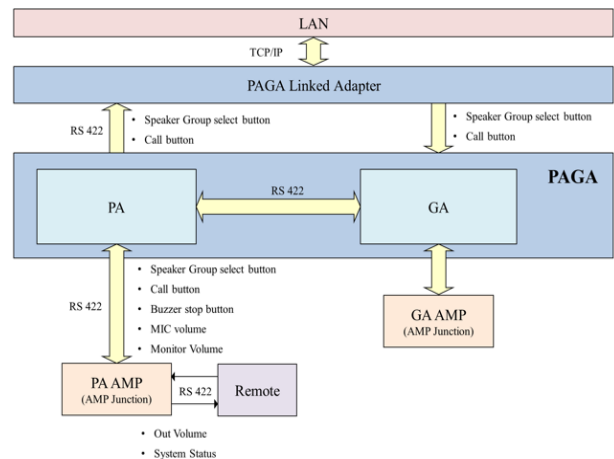 LAN
TCP/IP
PAGA Linked Adapter
RS 422
• Speaker Group select button
• Call button
• Speaker Group select button
• Call button
PAGA
PA
RS 422
GA
RS 422
• Speaker Group select button
• Call button
• Buzzer stop button
• MIC volume
• Monitor Volume
GA AMP
(AMP Junction)
PA AMP
(AMP Junction)
RS 422
Remote
• Out Volume
• System Status